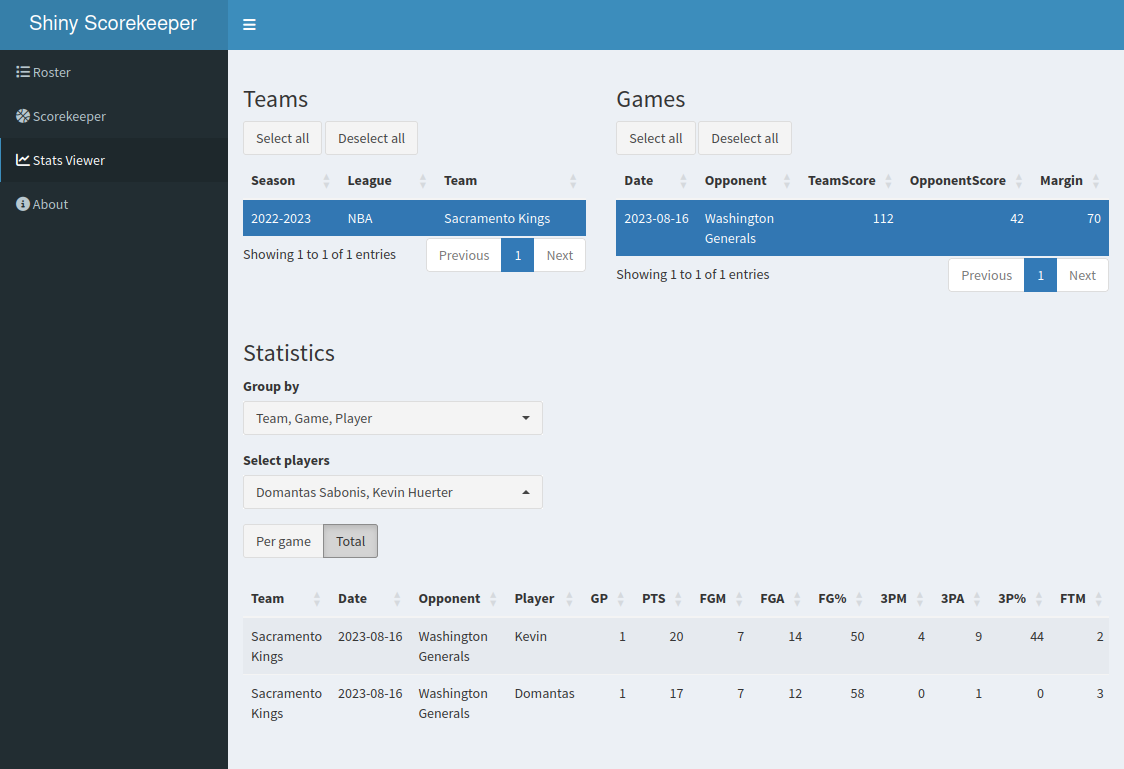 Shiny Scorekeeper
Roster
Scorekeeper
Stats Viewer
About
Teams
Select all Deselect all
Season League Team
2022-2023 NBA Sacramento Kings
Showing 1 to 1 of 1 entries
Previous 1 Next
Games
Select all Deselect all
Date Opponent TeamScore OpponentScore Margin
2023-08-16 Washington 112 42 70
Generals
Showing 1 to 1 of 1 entries
Previous 1 Next
Statistics
Group by
Team, Game, Player
Select players
Domantas Sabonis, Kevin Huerter
Per game Total
Team Date Opponent Player GP PTS FGM FGA FG% 3PM 3PA 3P% FTM
Sacramento 2023-08-16 Washington Kevin 1 20 7 14 50 4 9 44 2
Kings Generals
Sacramento 2023-08-16 Washington Domantas 1 17 7 12 58 0 1 0 3
Kings Generals